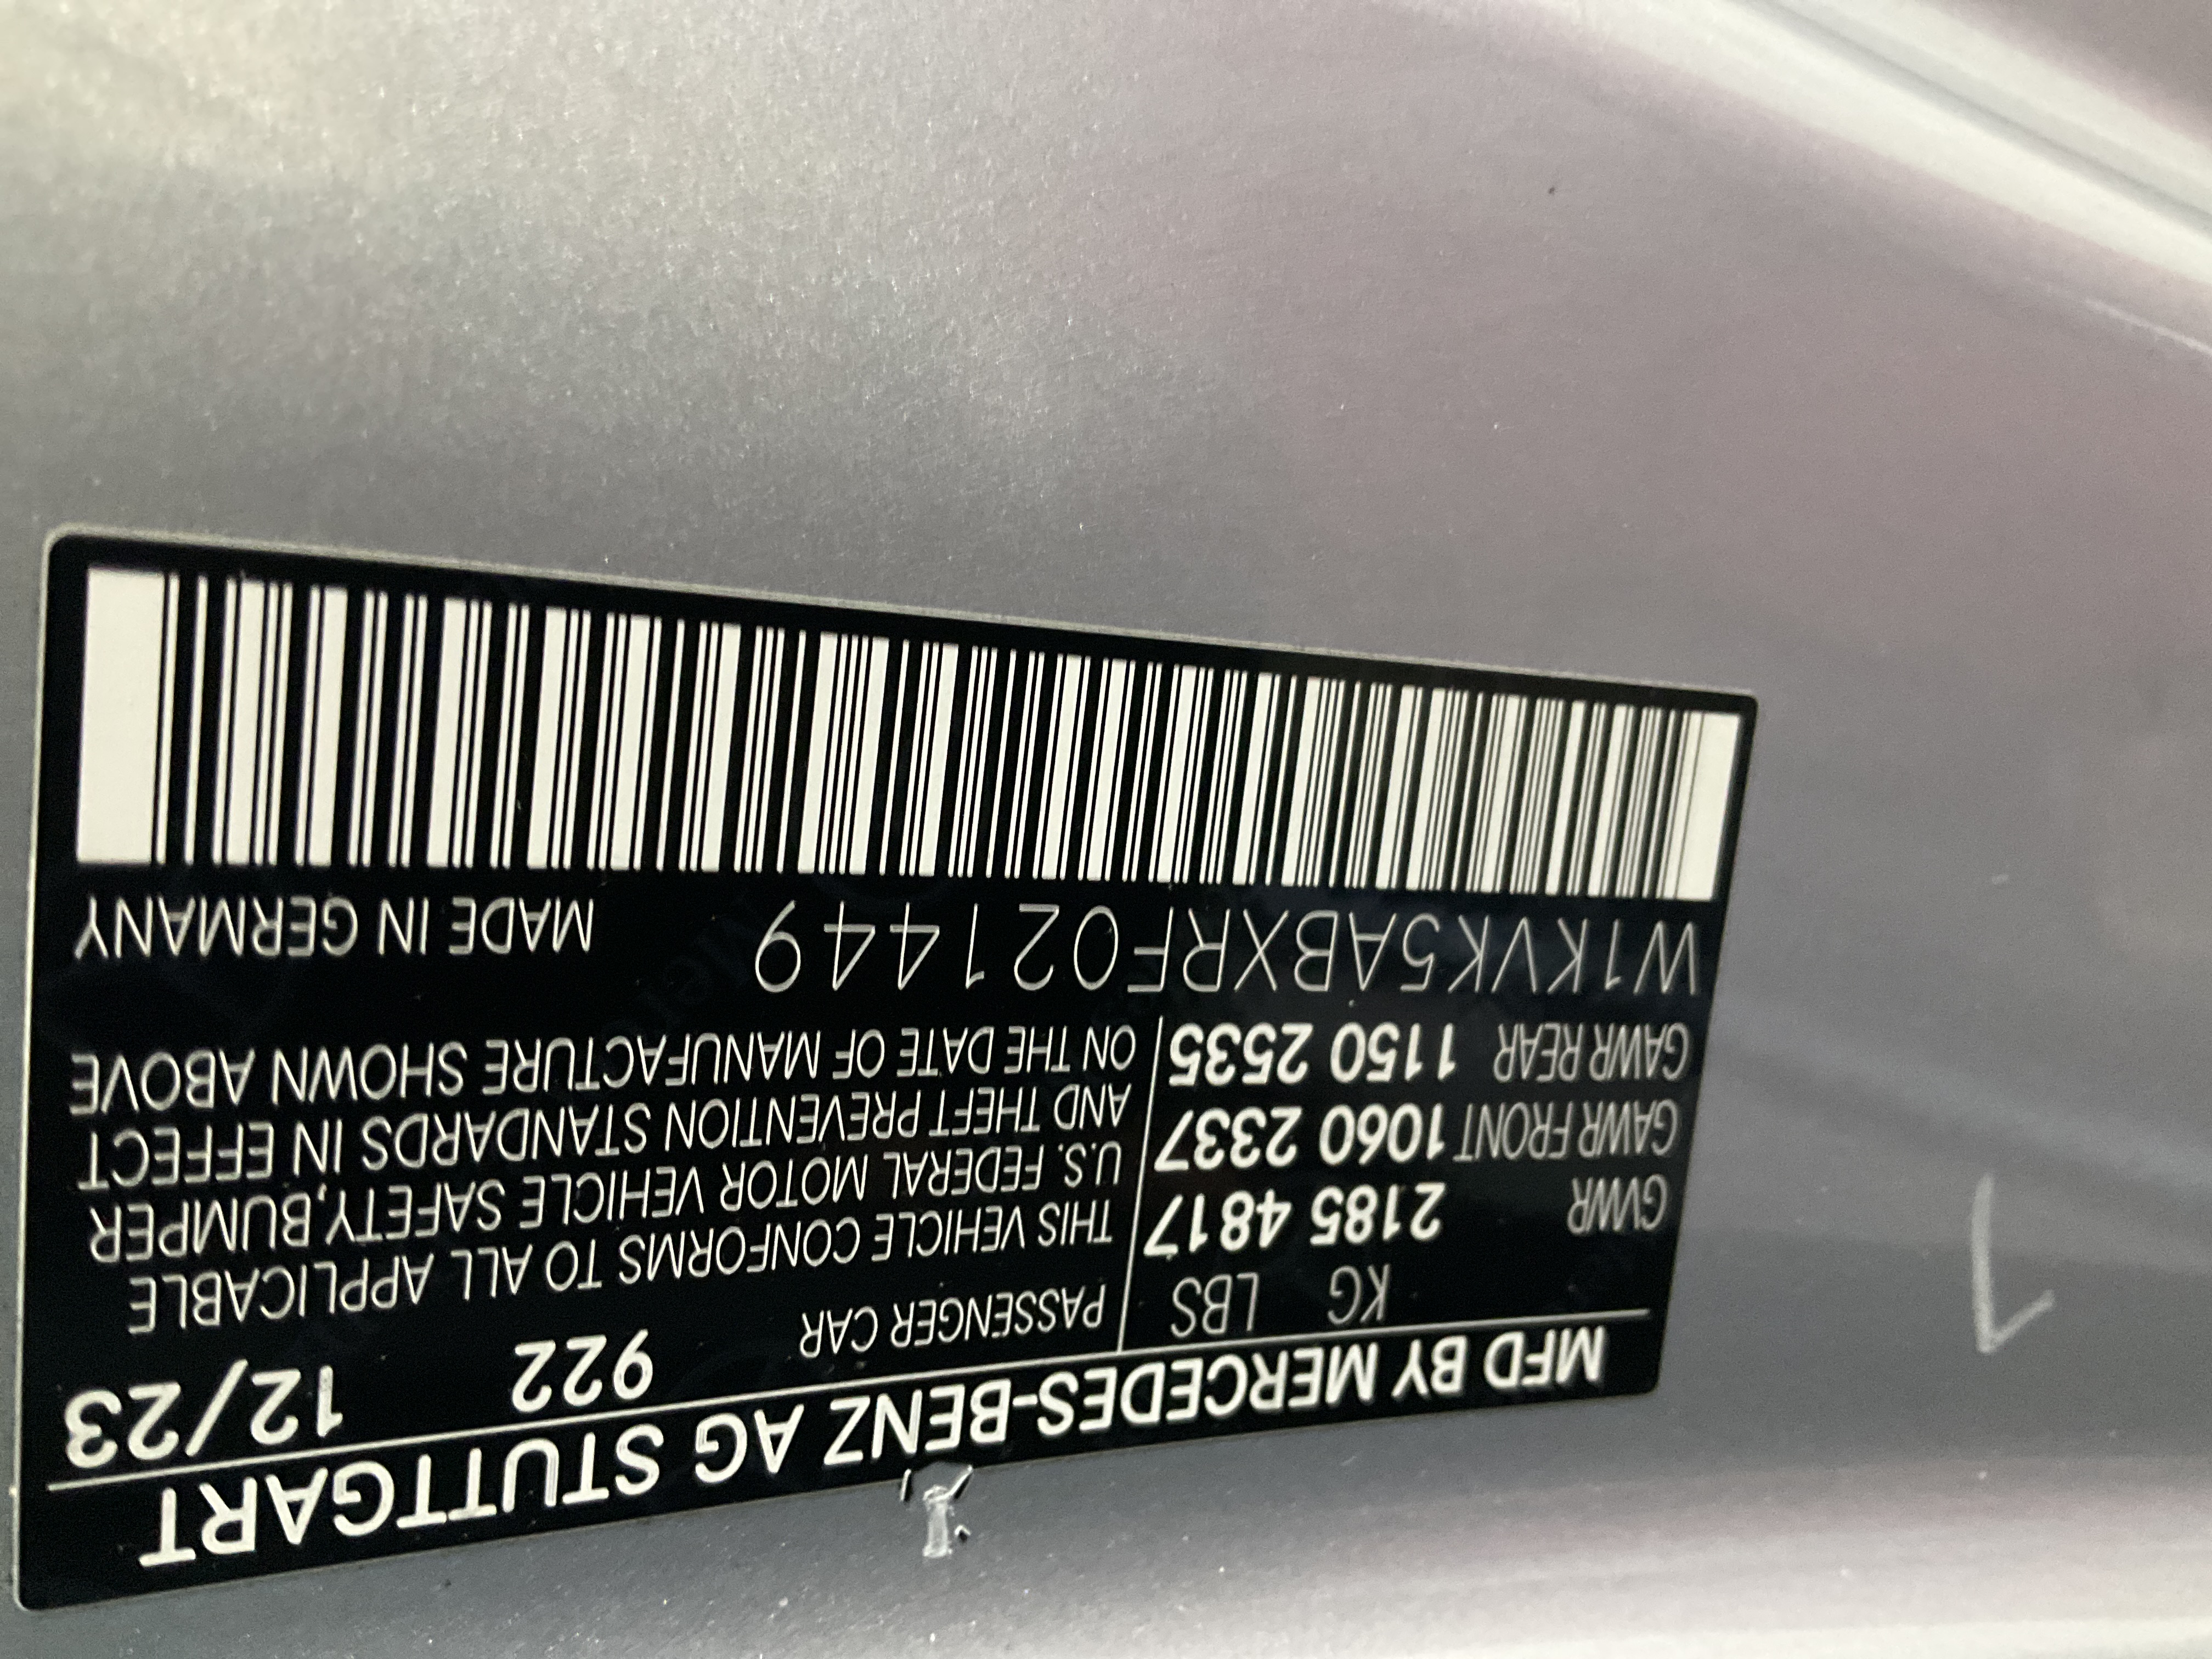 MFD BY MERCEDES-BENZ AG STUTTGART
KG LBS
GVWR 2185 4817
GAWR FRONT 1060 2337
GAWR REAR 1150 2535
PASSENGER CAR 922 12/23
THIS VEHICLE CONFORMS TO ALL APPLICABLE
U.S. FEDERAL MOTOR VEHICLE SAFETY,BUMPER
AND THEFT PREVENTION STANDARDS IN EFFECT
ON THE DATE OF MANUFACTURE SHOWN ABOVE
W1KVK5ABXRF021449 MADE IN GERMANY